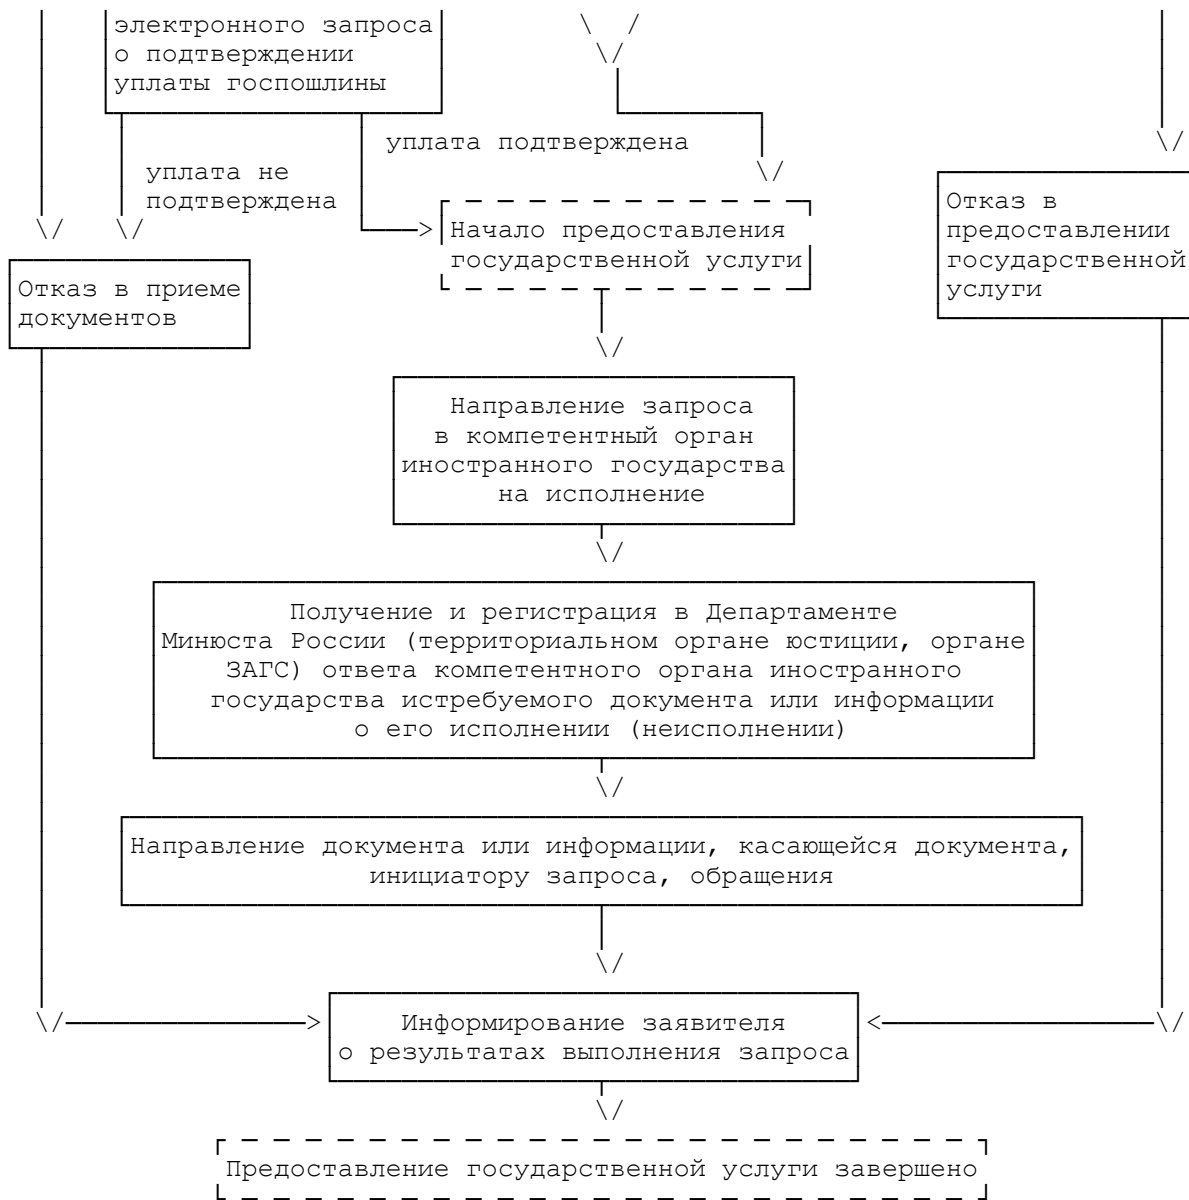 электронного запроса
о подтверждении
уплаты госпошлины
уплата подтверждена
уплата не
подтверждена
Начало предоставления
государственной услуги
Отказ в
предоставлении
государственной
услуги
Отказ в приеме
документов
Направление запроса
в компетентный орган
иностранного государства
на исполнение
Получение и регистрация в Департаменте
Минюста России (территориальном органе юстиции, органе
ЗАГС) ответа компетентного органа иностранного
государства истребуемого документа или информации
о его исполнении (неисполнении)
Направление документа или информации, касающейся документа,
инициатору запроса, обращения
Информирование заявителя
о результатах выполнения запроса
Предоставление государственной услуги завершено